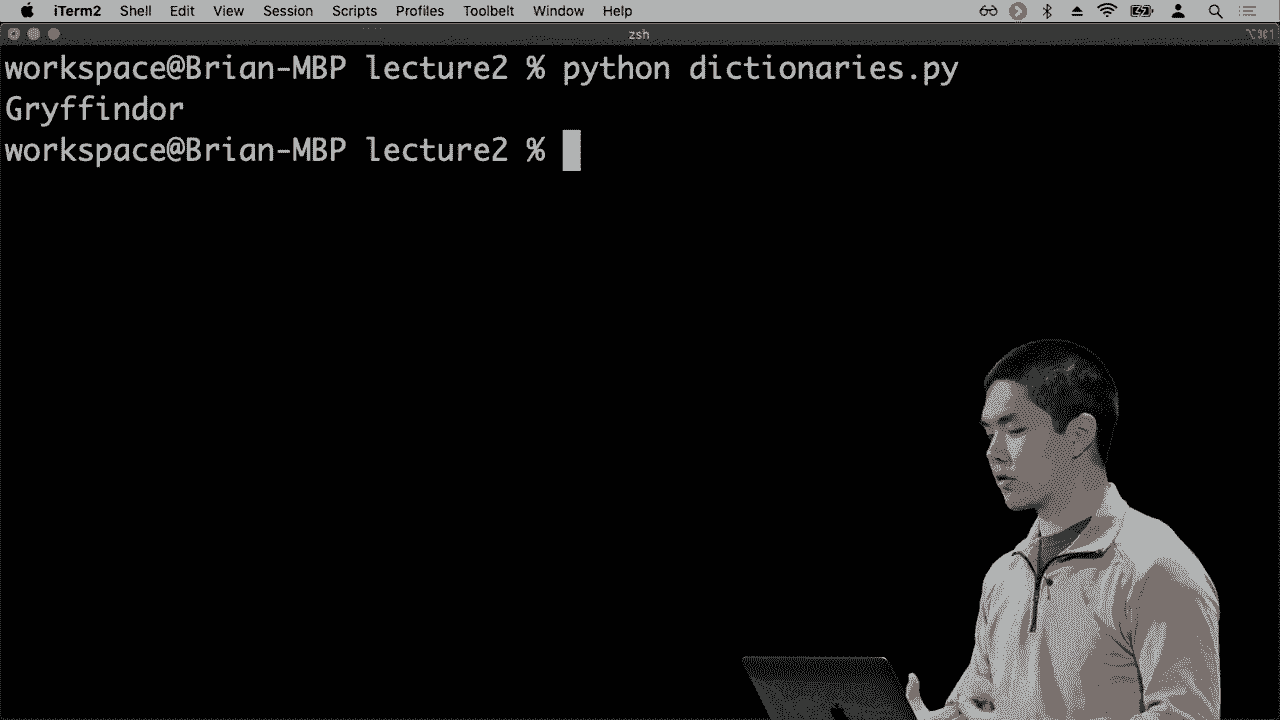 iTerm2 Shell Edit View Session Scripts Profiles Toolbelt Window Help
zsh
workspace@Brian-MBP lecture2 % python dictionaries.py
Gryffindor
workspace@Brian-MBP lecture2 %